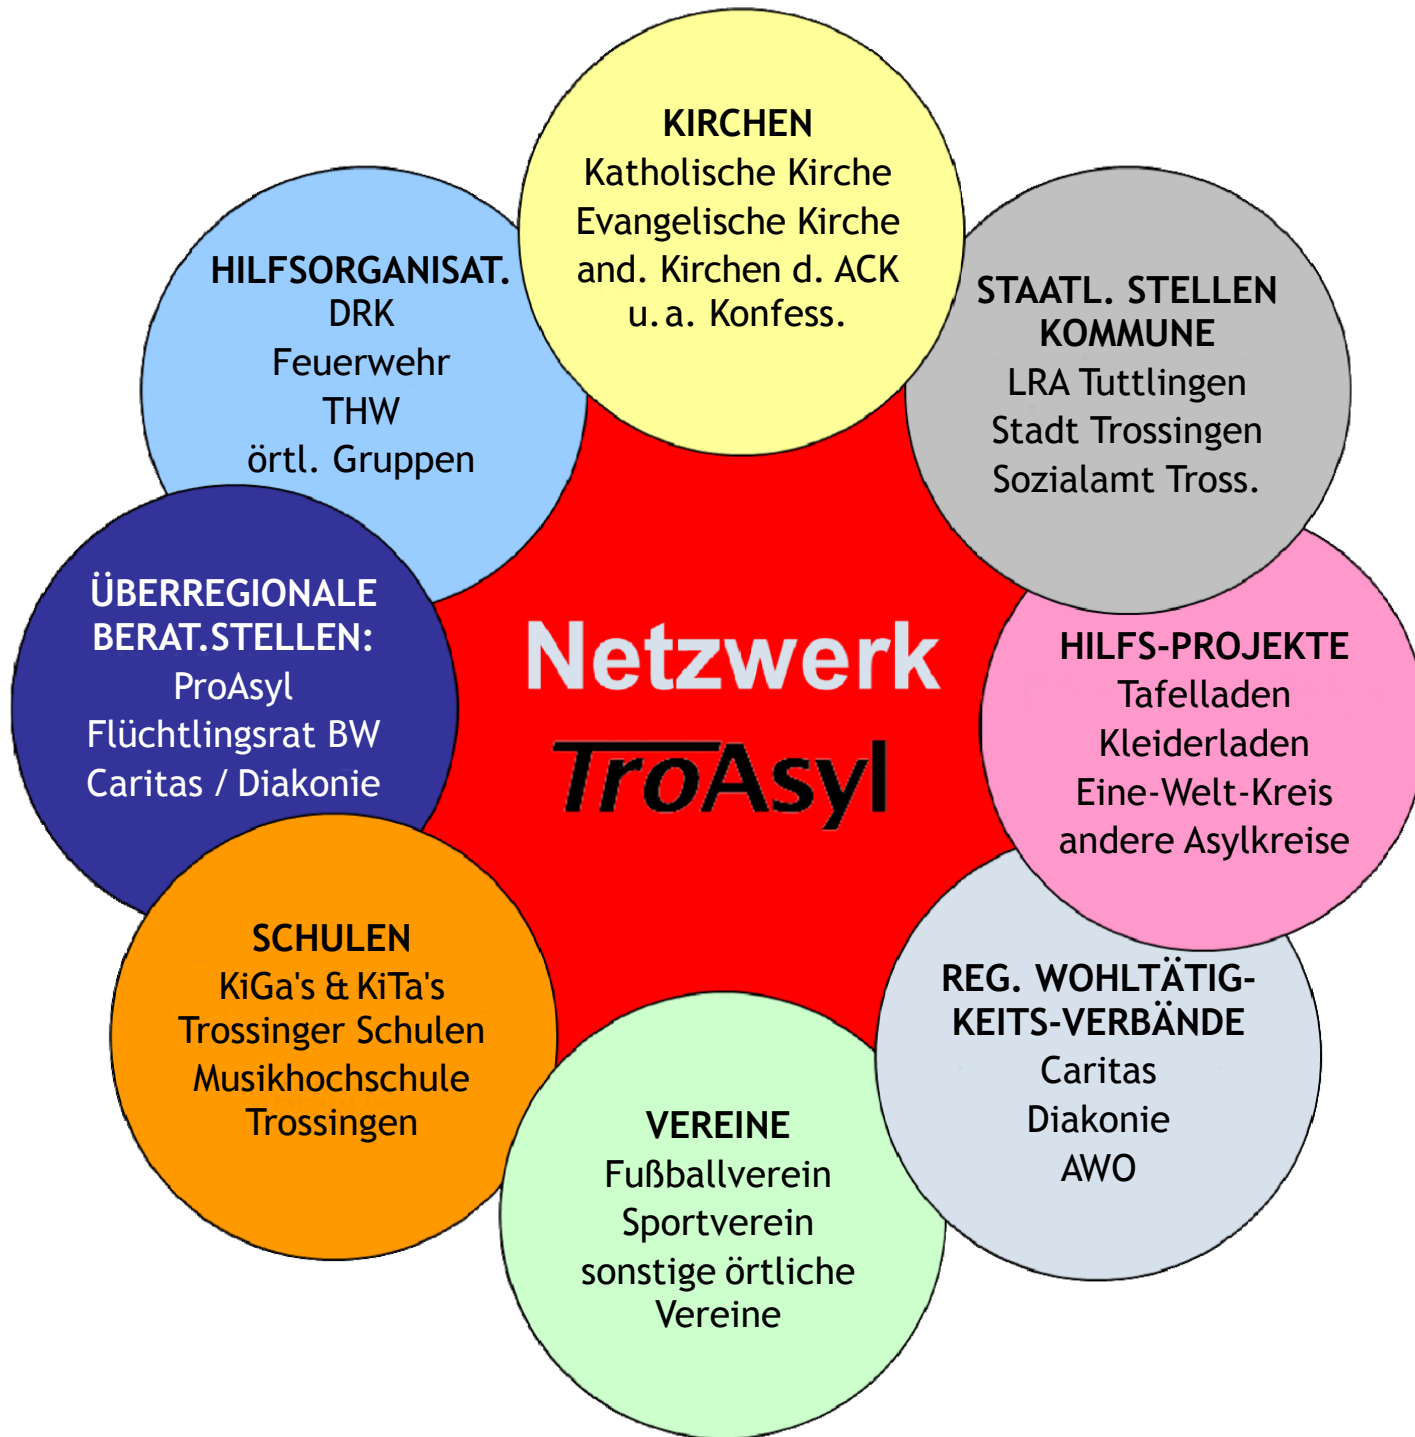 KIRCHEN
Katholische Kirche
Evangelische Kirche
and. Kirchen d. ACK
u. a. Konfess.
HILFSORGANISAT.
DRK
Feuerwehr
THW
örtl. Gruppen
STAATL. STELLEN
KOMMUNE
LRA Tuttlingen
Stadt Trossingen
Sozialamt Tross.
ÜBERREGIONALE
BERAT.STELLEN:
ProAsyl
Flüchtlingsrat BW
Caritas / Diakonie
Netzwerk
TroAsyl
HILFS-PROJEKTE
Tafelladen
Kleiderladen
Eine-Welt-Kreis
andere Asylkreise
SCHULEN
KiGa's & KiTa's
Trossinger Schulen
Musikhochschule
Trossingen
REG. WOHLTÄTIG-
KEITS-VERBÄNDE
Caritas
Diakonie
AWO
VEREINE
Fußballverein
Sportverein
sonstige örtliche
Vereine